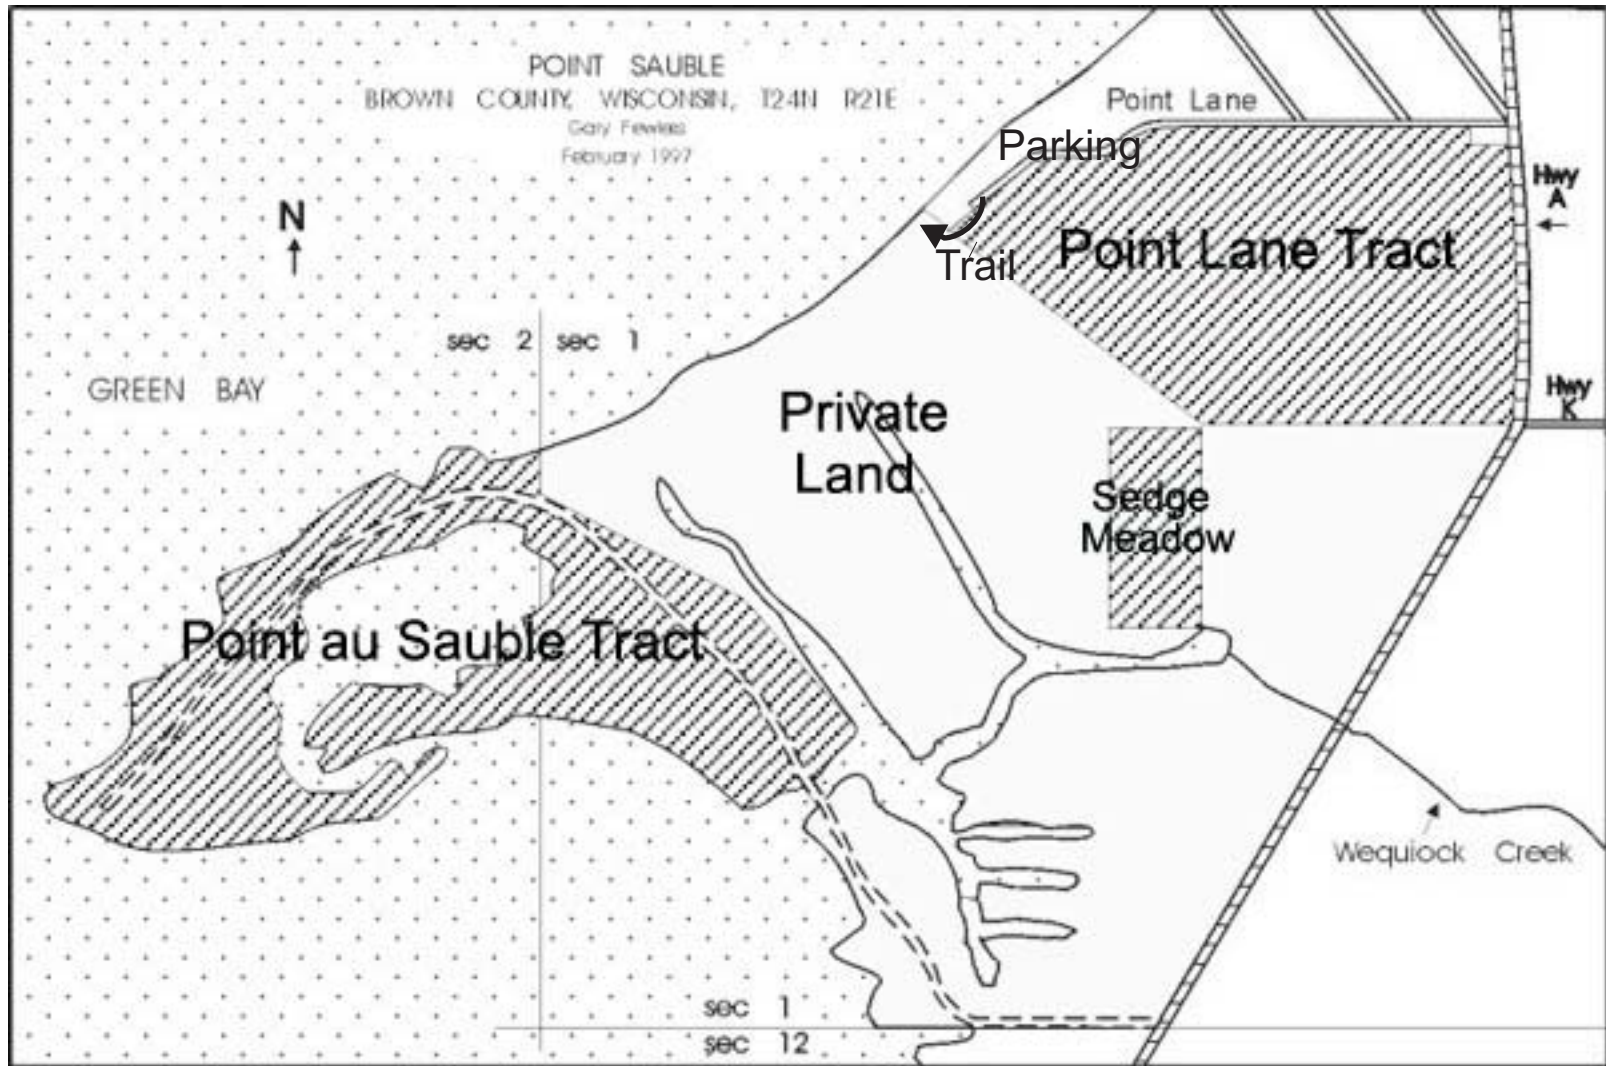 POINT SAUBLE
BROWN COUNTY, WISCONSIN, T24N R21E
Gary Fewless
February 1997
Point Lane
Parking
Hwy
A
N
Point Lane Tract
Trail
sec 2 sec 1
GREEN BAY
Hwy
K
Private
Land
Sedge
Meadow
Point au Sauble Tract
Wequiock Creek
sec 1
sec 12